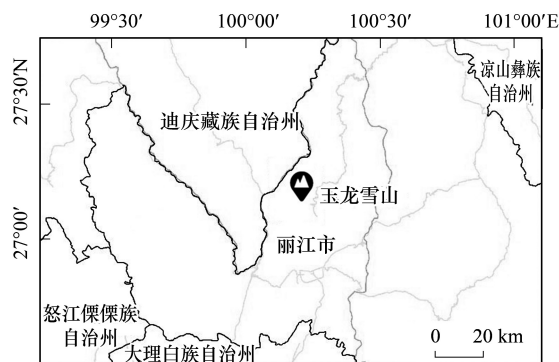 99°30′ 100°00′ 100°30′ 101°00′E
27°30′N
27°00′
凉山彝族
自治州
迪庆藏族自治州
玉龙雪山
丽江市
怒江傈僳族
自治州
大理白族自治州
0 20 km